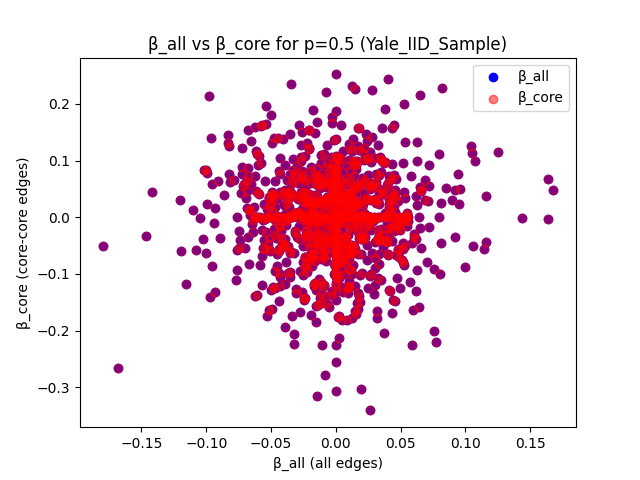 β_all vs β_core for p=0.5 (Yale_IID_Sample)
β_all
β_core
β_core (core-core edges)
0.2
0.1
0.0
−0.1
−0.2
−0.3
−0.15
−0.10
−0.05
0.00
0.05
0.10
0.15
β_all (all edges)